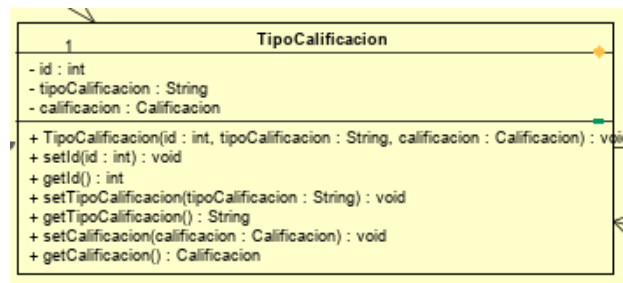 1
TipoCalificacion
- id : int
- tipoCalificacion : String
- calificacion : Calificacion
+ TipoCalificacion(id : int, tipoCalificacion : String, calificacion : Calificacion) : voi
+ setId(id : int) : void
+ getId() : int
+ setTipoCalificacion(tipoCalificacion : String) : void
+ getTipoCalificacion() : String
+ setCalificacion(calificacion : Calificacion) : void
+ getCalificacion() : Calificacion